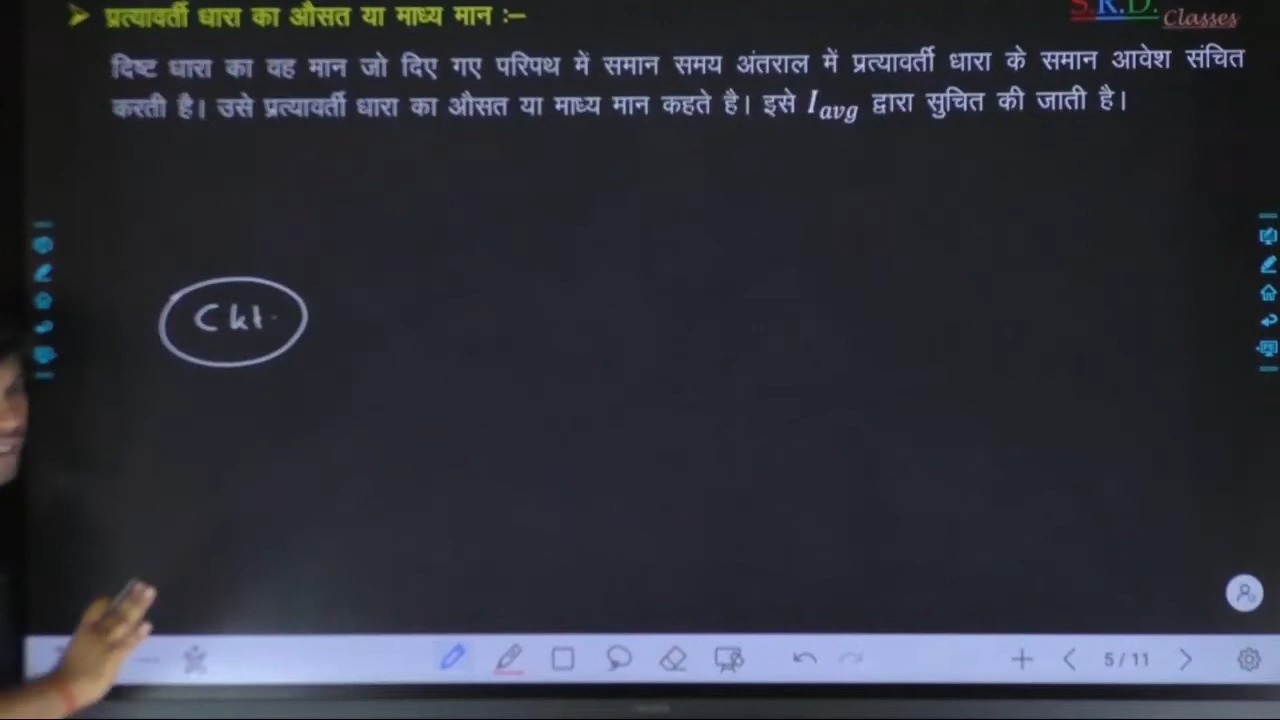 ➤ प्रत्यावर्ती धारा का औसत या माध्य मान :–
S.R.D. Classes
दिष्ट धारा का वह मान जो दिए गए परिपथ में समान समय अंतराल में प्रत्यावर्ती धारा के समान आवेश संचित
करती है। उसे प्रत्यावर्ती धारा का औसत या माध्य मान कहते है। इसे I_avg द्वारा सुचित की जाती है।
Ckt.
5/11